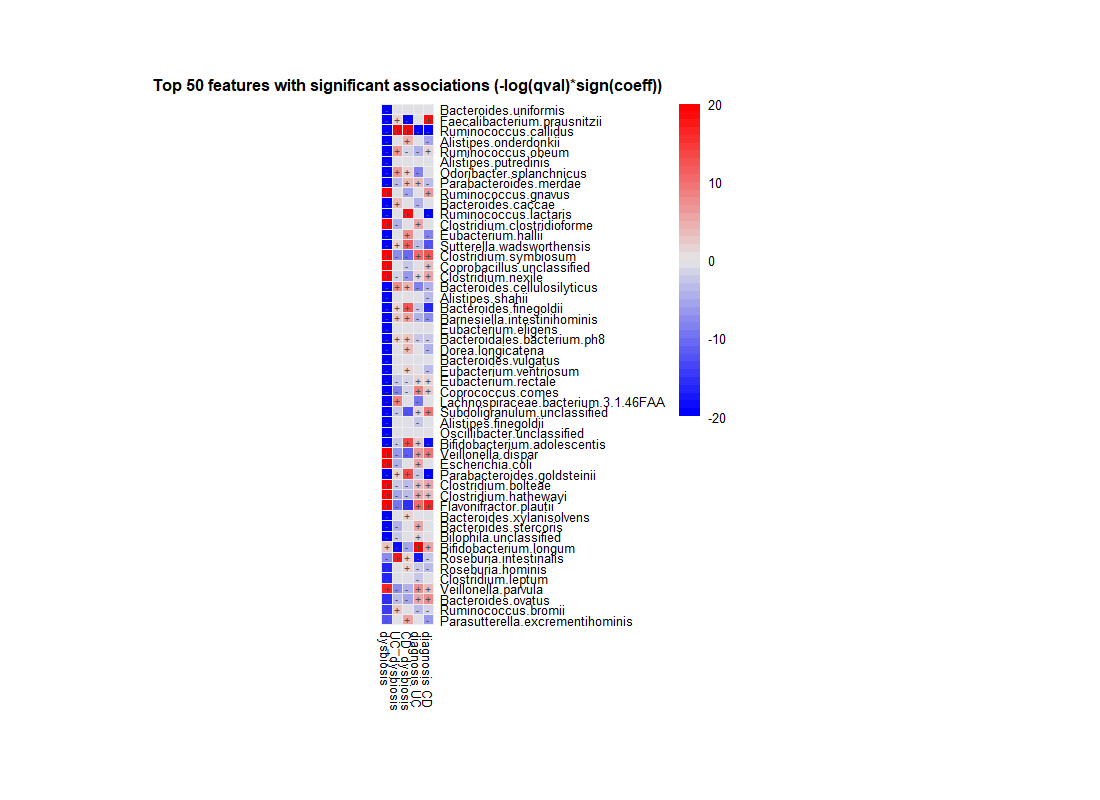 Top 50 features with significant associations (-log(qval)*sign(coeff))
Bacteroides.uniformis
Faecalibacterium.prausnitzii
Ruminococcus.callidus
Alistipes.onderdonkii
Ruminococcus.obeum
Alistipes.putredinis
Odoribacter.splanchnicus
Parabacteroides.merdae
Ruminococcus.gnavus
Bacteroides.caccae
Ruminococcus.lactaris
Clostridium.clostridioforme
Eubacterium.hallii
Sutterella.wadsworthensis
Clostridium.symbiosum
Coprobacillus.unclassified
Clostridium.nexile
Bacteroides.cellulosilyticus
Alistipes.shahii
Bacteroides.finegoldii
Barnesiella.intestinihominis
Eubacterium.eligens
Bacteroidales.bacterium.ph8
Dorea.longicatena
Bacteroides.vulgatus
Eubacterium.ventriosum
Eubacterium.rectale
Coprococcus.comes
Lachnospiraceae.bacterium.3.1.46FAA
Subdoligranulum.unclassified
Alistipes.finegoldii
Oscillibacter.unclassified
Bifidobacterium.adolescentis
Veillonella.dispar
Escherichia.coli
Parabacteroides.goldsteinii
Clostridium.bolteae
Clostridium.hathewayi
Flavonifractor.plautii
Bacteroides.xylanisolvens
Bacteroides.stercoris
Bilophila.unclassified
Bifidobacterium.longum
Roseburia.intestinalis
Roseburia.hominis
Clostridium.leptum
Veillonella.parvula
Bacteroides.ovatus
Ruminococcus.bromii
Parasutterella.excrementihominis
dysbiosis
UC_dysbiosis
CD_dysbiosis
diagnosis UC
diagnosis CD
20
10
0
-10
-20